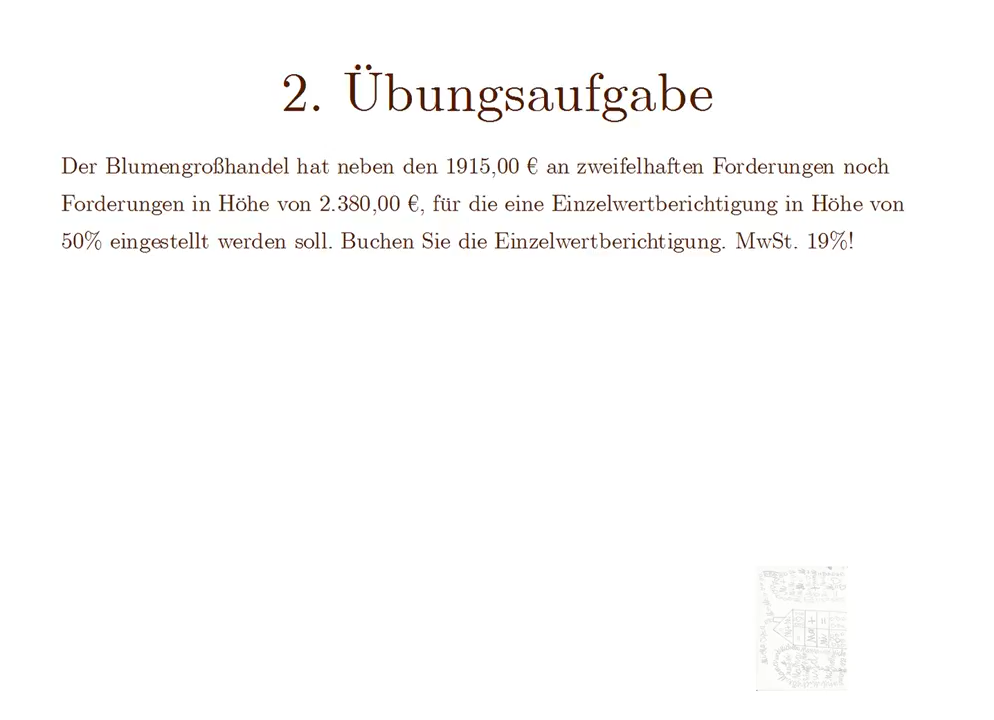 2. Übungsaufgabe
Der Blumengroßhandel hat neben den 1915,00 € an zweifelhaften Forderungen noch
Forderungen in Höhe von 2.380,00 €, für die eine Einzelwertberichtigung in Höhe von
50% eingestellt werden soll. Buchen Sie die Einzelwertberichtigung. MwSt. 19%!